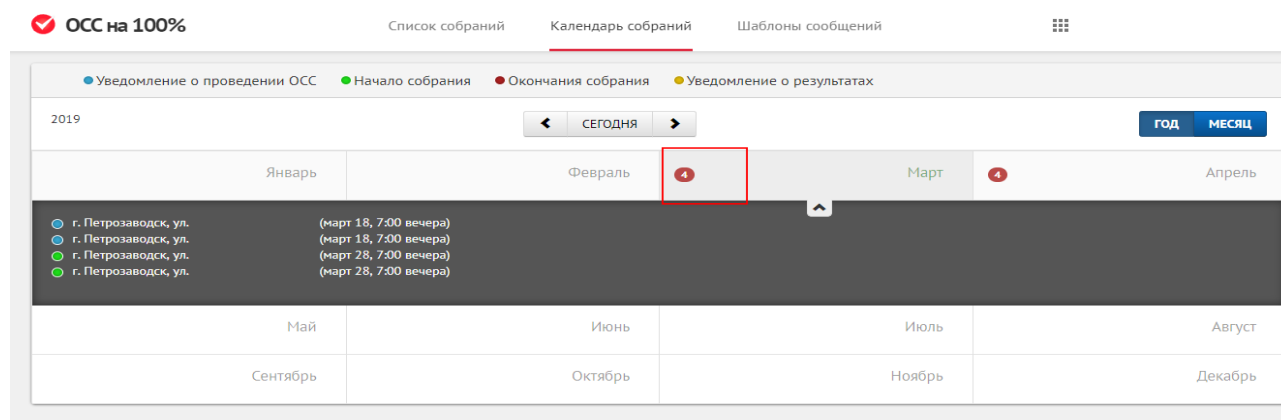 ОСС на 100% Список собраний Календарь собраний Шаблоны сообщений
Уведомление о проведении ОСС Начало собрания Окончания собрания Уведомление о результатах
2019 СЕГОДНЯ ГОД МЕСЯЦ
Январь Февраль 4 Март 4 Апрель
г. Петрозаводск, ул. (март 18, 7:00 вечера)
г. Петрозаводск, ул. (март 18, 7:00 вечера)
г. Петрозаводск, ул. (март 28, 7:00 вечера)
г. Петрозаводск, ул. (март 28, 7:00 вечера)
Май Июнь Июль Август
Сентябрь Октябрь Ноябрь Декабрь